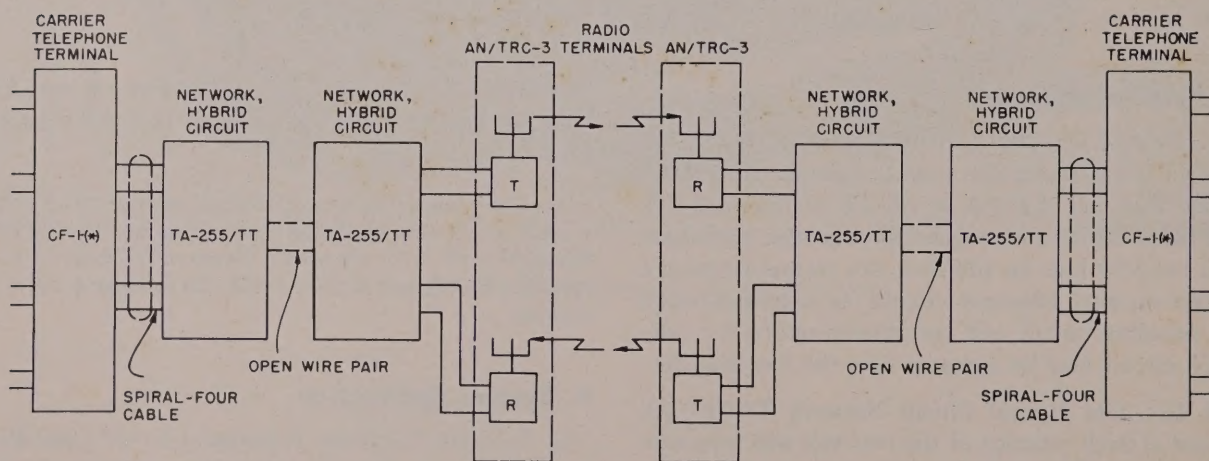 CARRIER
TELEPHONE
TERMINAL
NETWORK,
HYBRID
CIRCUIT
NETWORK,
HYBRID
CIRCUIT
AN/TRC-3
RADIO
TERMINALS
AN/TRC-3
NETWORK,
HYBRID
CIRCUIT
NETWORK,
HYBRID
CIRCUIT
CARRIER
TELEPHONE
TERMINAL
T
R
CF-1(*)
TA-255/TT
TA-255/TT
TA-255/TT
TA-255/TT
CF-1(*)
OPEN WIRE PAIR
R
T
OPEN WIRE PAIR
SPIRAL-FOUR
CABLE
SPIRAL-FOUR
CABLE